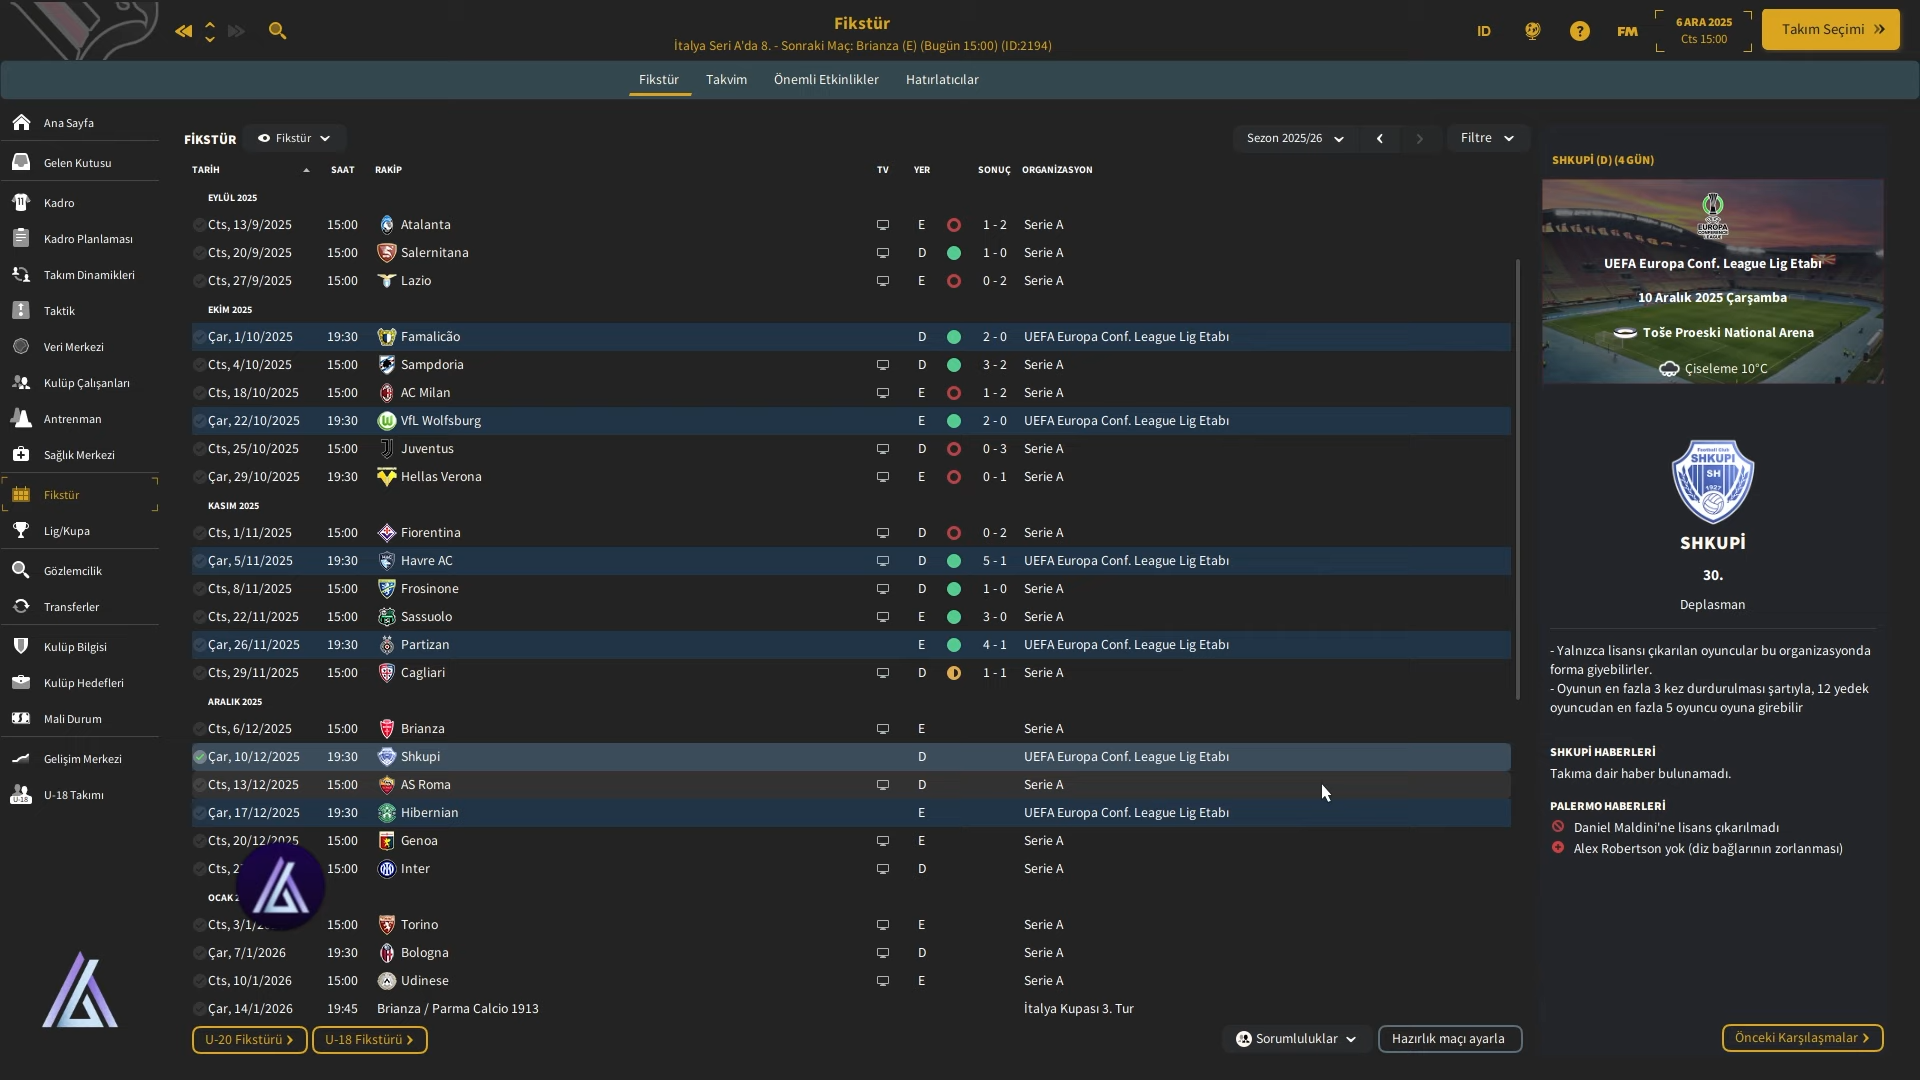 Fikstür
İtalya Seri A'da 8. - Sonraki Maç: Brianza (E) (Bugün 15:00) (ID:2194)
ID
?
FM
6 ARA 2025
Cts 15:00
Takım Seçimi
Fikstür Takvim Önemli Etkinlikler Hatırlatıcılar
Ana Sayfa
Gelen Kutusu
Kadro
Kadro Planlaması
Takım Dinamikleri
Taktik
Veri Merkezi
Kulüp Çalışanları
Antrenman
Sağlık Merkezi
Fikstür
Lig/Kupa
Gözlemcilik
Transferler
Kulüp Bilgisi
Kulüp Hedefleri
Mali Durum
Gelişim Merkezi
U-18 Takımı
FİKSTÜR Fikstür Sezon 2025/26 Filtre
TARİH SAAT RAKİP TV YER SONUÇ ORGANİZASYON
EYLÜL 2025
Cts, 13/9/2025 15:00 Atalanta E 1 - 2 Serie A
Cts, 20/9/2025 15:00 Salernitana D 1 - 0 Serie A
Cts, 27/9/2025 15:00 Lazio E 0 - 2 Serie A
EKİM 2025
Çar, 1/10/2025 19:30 Famalicão D 2 - 0 UEFA Europa Conf. League Lig Etabı
Cts, 4/10/2025 15:00 Sampdoria D 3 - 2 Serie A
Cts, 18/10/2025 15:00 AC Milan E 1 - 2 Serie A
Çar, 22/10/2025 19:30 VfL Wolfsburg E 2 - 0 UEFA Europa Conf. League Lig Etabı
Cts, 25/10/2025 15:00 Juventus D 0 - 3 Serie A
Çar, 29/10/2025 19:30 Hellas Verona E 0 - 1 Serie A
KASIM 2025
Cts, 1/11/2025 15:00 Fiorentina D 0 - 2 Serie A
Çar, 5/11/2025 19:30 Havre AC D 5 - 1 UEFA Europa Conf. League Lig Etabı
Cts, 8/11/2025 15:00 Frosinone D 1 - 0 Serie A
Cts, 22/11/2025 15:00 Sassuolo E 3 - 0 Serie A
Çar, 26/11/2025 19:30 Partizan E 4 - 1 UEFA Europa Conf. League Lig Etabı
Cts, 29/11/2025 15:00 Cagliari D 1 - 1 Serie A
ARALIK 2025
Cts, 6/12/2025 15:00 Brianza E Serie A
Çar, 10/12/2025 19:30 Shkupi D UEFA Europa Conf. League Lig Etabı
Cts, 13/12/2025 15:00 AS Roma D Serie A
Çar, 17/12/2025 19:30 Hibernian E UEFA Europa Conf. League Lig Etabı
Cts, 20/12/2025 15:00 Genoa E Serie A
Cts, 15:00 Inter D Serie A
OCAK
Cts, 3/1/ 15:00 Torino E Serie A
Çar, 7/1/2026 19:30 Bologna D Serie A
Cts, 10/1/2026 15:00 Udinese E Serie A
Çar, 14/1/2026 19:45 Brianza / Parma Calcio 1913 İtalya Kupası 3. Tur
U-20 Fikstürü U-18 Fikstürü Sorumluluklar Hazırlık maçı ayarla
SHKUPİ (D) (4 GÜN)
EUROPA
CONFERENCE
LEAGUE
UEFA Europa Conf. League Lig Etabı
10 Aralık 2025 Çarşamba
Toše Proeski National Arena
Çiseleme 10°C
Football Club
SHKUPI
SH
1927
SHKUPİ
30.
Deplasman
- Yalnızca lisansı çıkarılan oyuncular bu organizasyonda
forma giyebilirler.
- Oyunun en fazla 3 kez durdurulması şartıyla, 12 yedek
oyuncudan en fazla 5 oyuncu oyuna girebilir
SHKUPİ HABERLERİ
Takıma dair haber bulunamadı.
PALERMO HABERLERİ
Daniel Maldini'ne lisans çıkarılmadı
Alex Robertson yok (diz bağlarının zorlanması)
Önceki Karşılaşmalar